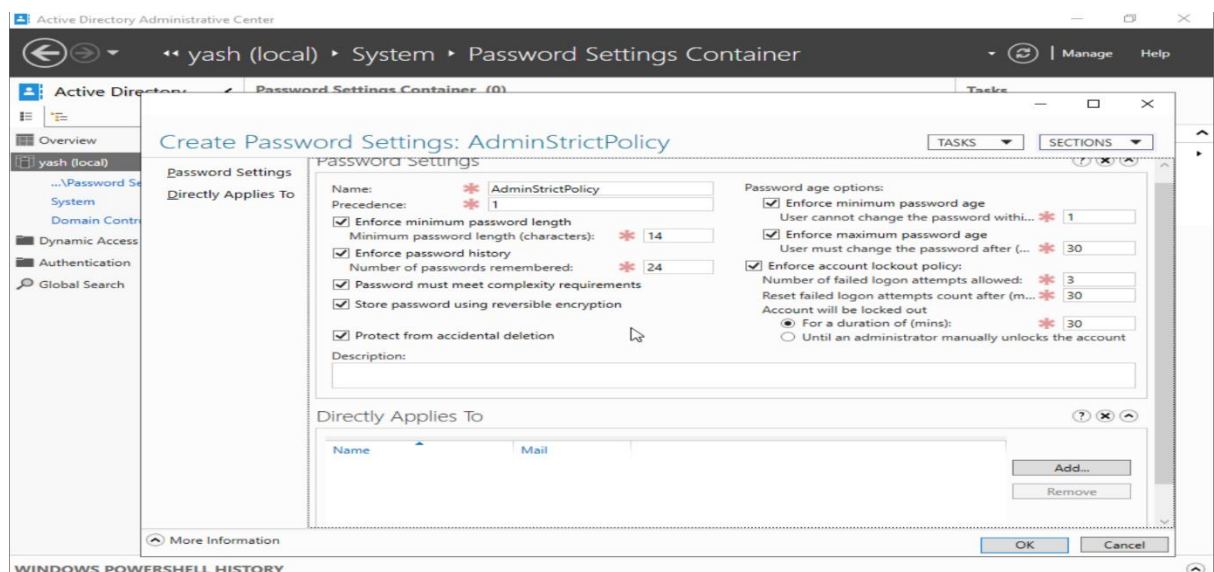 Active Directory Administrative Center
yash (local) System Password Settings Container
Manage Help
Active Directory Password Settings Container (0) Tasks
Overview
yash (local)
...\Password Se
System
Domain Contr
Dynamic Access
Authentication
Global Search
Create Password Settings: AdminStrictPolicy
TASKS SECTIONS
Password Settings
Directly Applies To
Password Settings
Name: * AdminStrictPolicy
Precedence: * 1
Enforce minimum password length
Minimum password length (characters): * 14
Enforce password history
Number of passwords remembered: * 24
Password must meet complexity requirements
Store password using reversible encryption
Protect from accidental deletion
Description:
Password age options:
Enforce minimum password age
User cannot change the password withi... * 1
Enforce maximum password age
User must change the password after (... * 30
Enforce account lockout policy:
Number of failed logon attempts allowed: * 3
Reset failed logon attempts count after (m... * 30
Account will be locked out
For a duration of (mins): * 30
Until an administrator manually unlocks the account
Directly Applies To
Name Mail
Add...
Remove
More Information
OK Cancel
WINDOWS POWERSHELL HISTORY